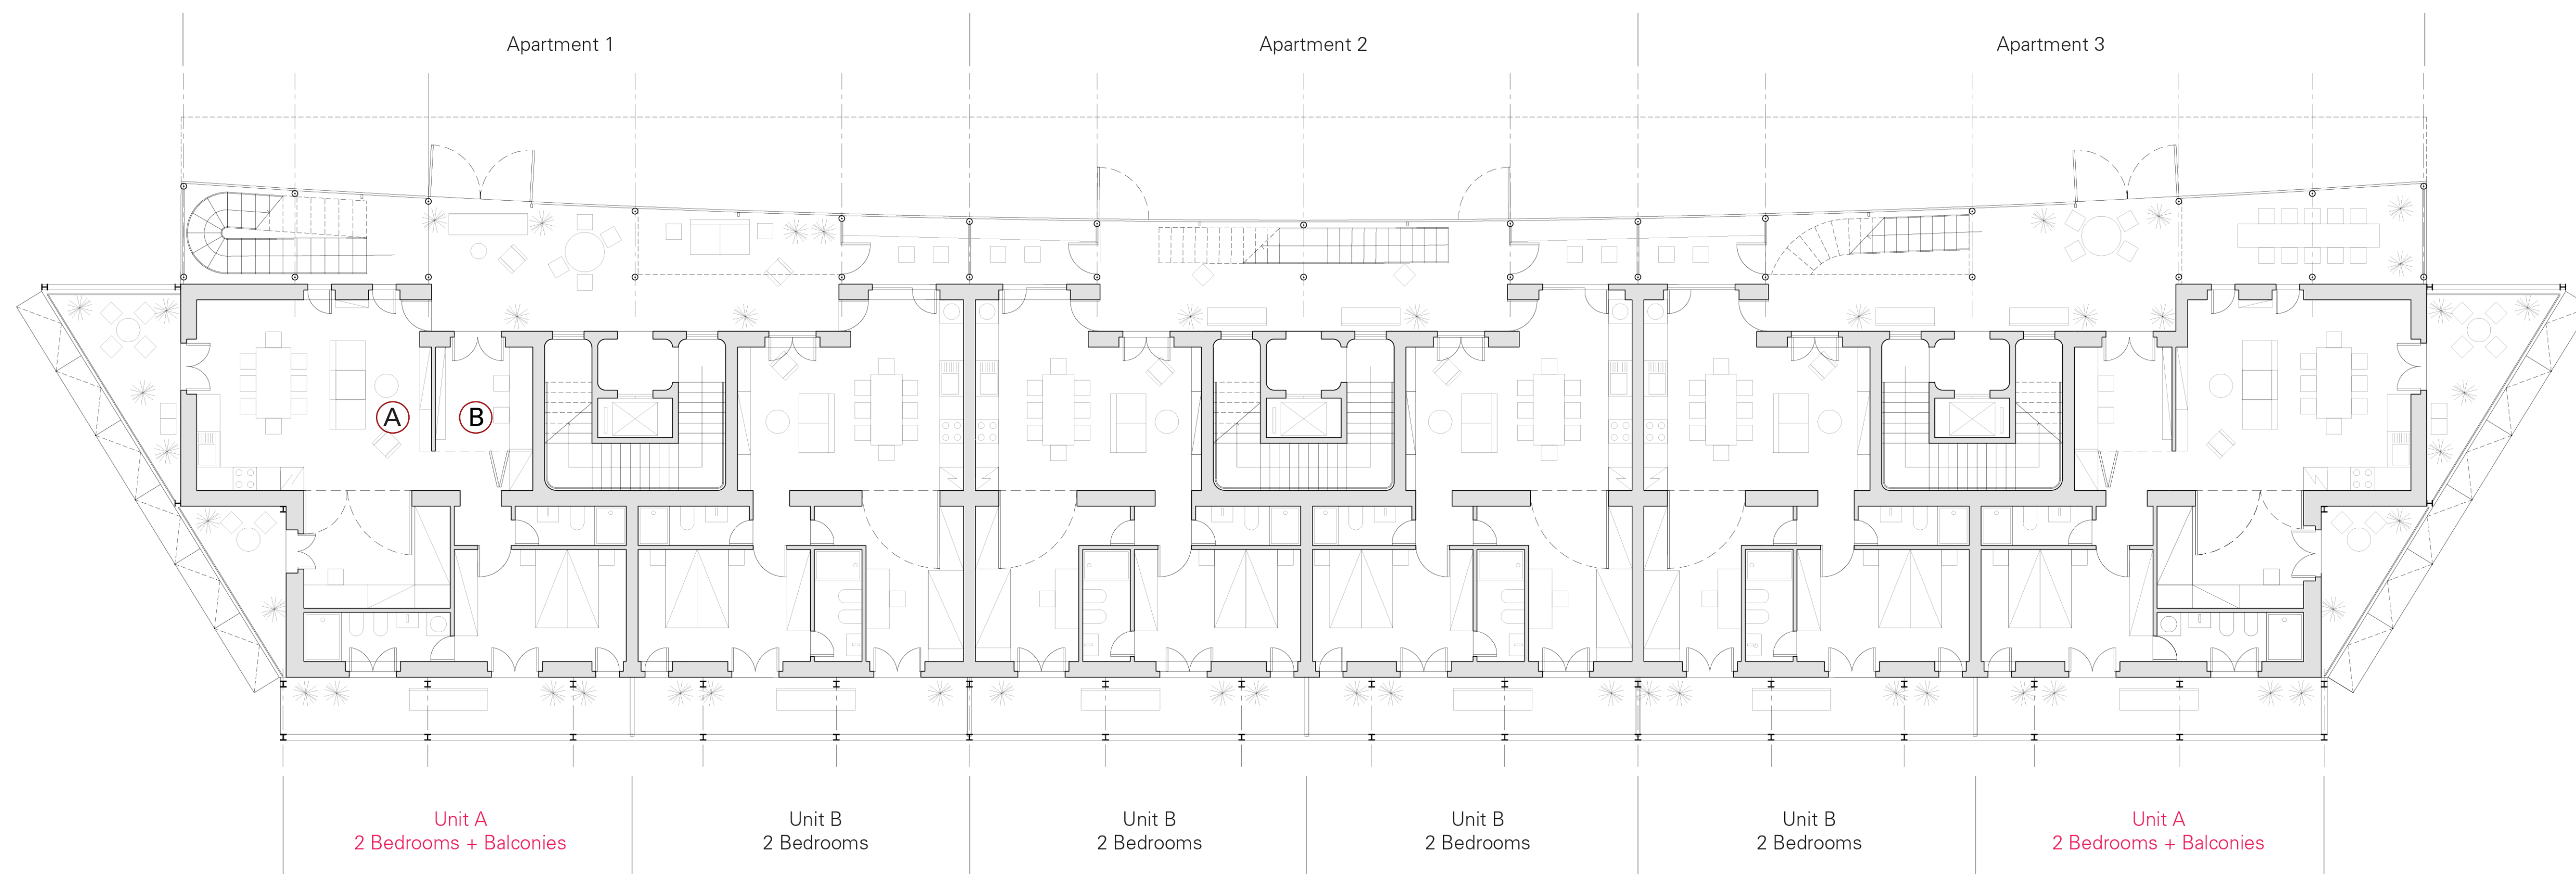 Apartment 1
Apartment 2
Apartment 3
A
B
Unit A
2 Bedrooms + Balconies
Unit B
2 Bedrooms
Unit B
2 Bedrooms
Unit B
2 Bedrooms
Unit B
2 Bedrooms
Unit A
2 Bedrooms + Balconies